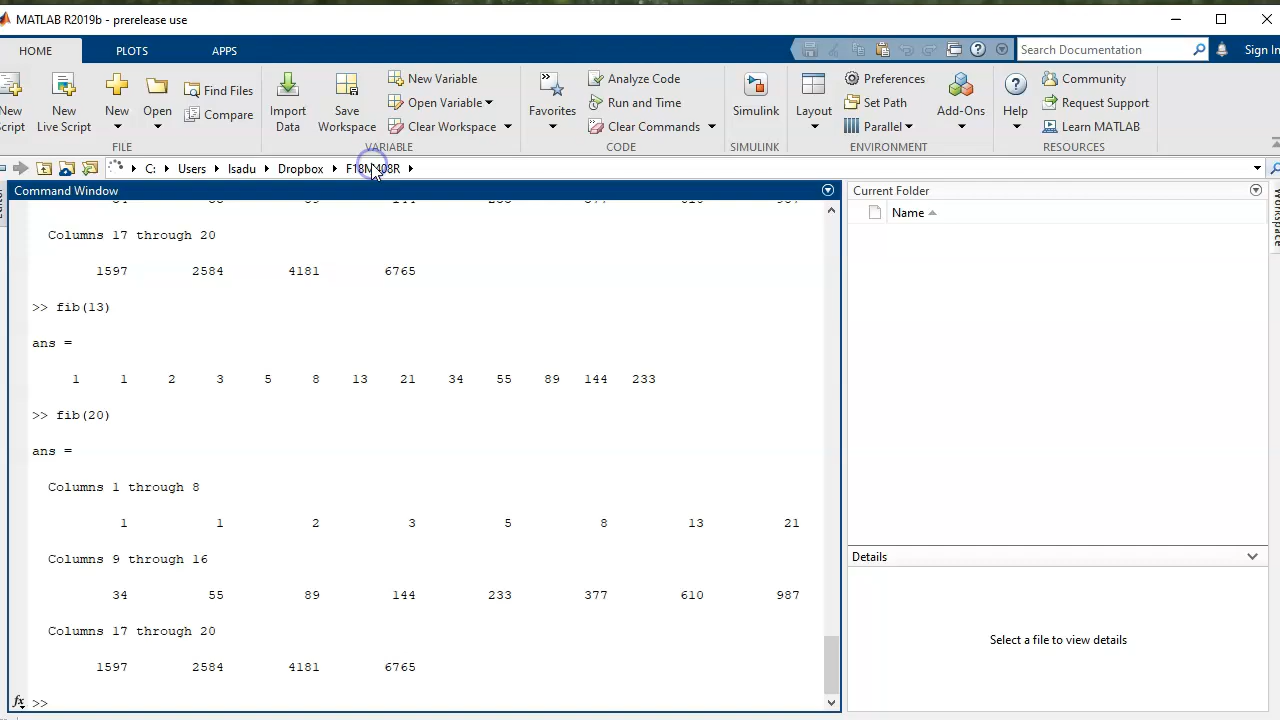 MATLAB R2019b - prerelease use
HOME PLOTS APPS
Search Documentation
Sign In
New Script
New Live Script
New
Open
Find Files
Compare
FILE
Import Data
Save Workspace
New Variable
Open Variable
Clear Workspace
VARIABLE
Favorites
Analyze Code
Run and Time
Clear Commands
CODE
Simulink
SIMULINK
Layout
Preferences
Set Path
Parallel
Add-Ons
ENVIRONMENT
Help
Community
Request Support
Learn MATLAB
RESOURCES
C: Users lsadu Dropbox
Command Window
Columns 17 through 20
1597 2584 4181 6765
>> fib(13)
ans =
1 1 2 3 5 8 13 21 34 55 89 144 233
>> fib(20)
ans =
Columns 1 through 8
1 1 2 3 5 8 13 21
Columns 9 through 16
34 55 89 144 233 377 610 987
Columns 17 through 20
1597 2584 4181 6765
fx >>
Current Folder
Name
Workspace
Details
Select a file to view details